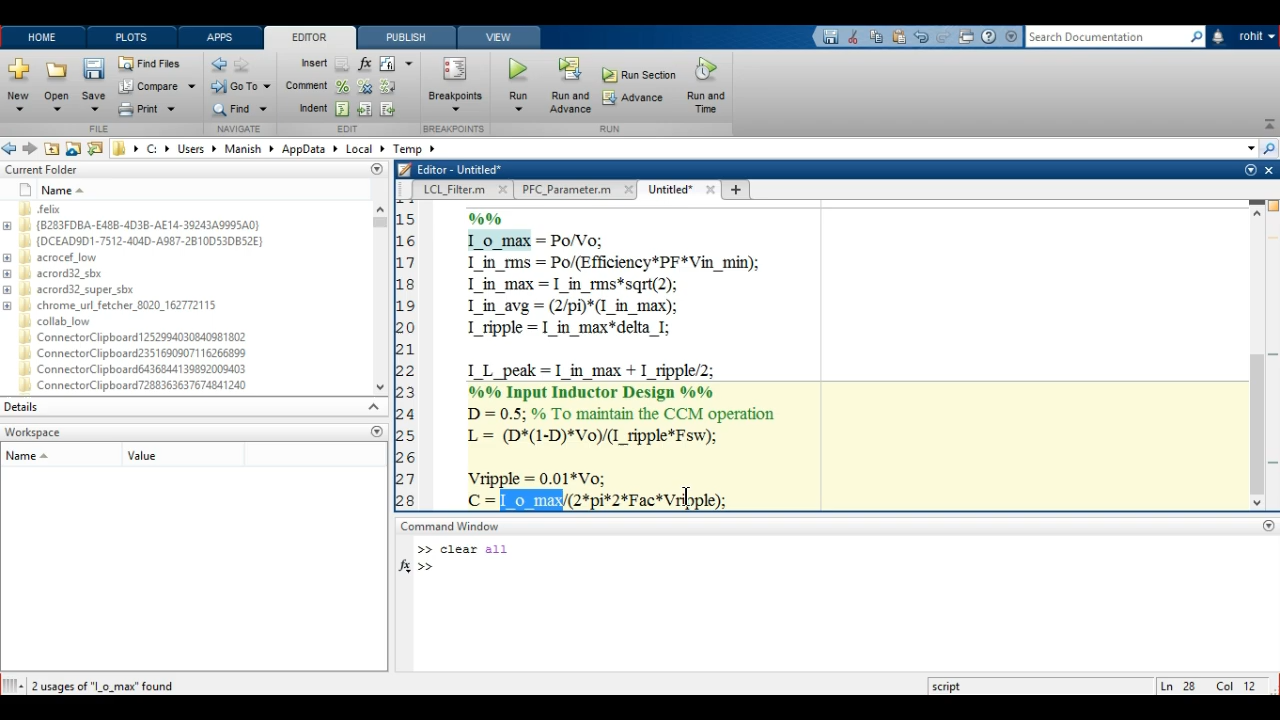 HOME PLOTS APPS EDITOR PUBLISH VIEW Search Documentation rohit
New Open Save Find Files Compare Print
Go To Find
Insert fx
Comment
Indent
Breakpoints
Run Run and Advance Run Section Advance Run and Time
FILE NAVIGATE EDIT BREAKPOINTS RUN
C: Users Manish AppData Local Temp
Current Folder
Name
.felix
{B283FDBA-E48B-4D3B-AE14-39243A9995A0}
{DCEAD9D1-7512-404D-A987-2B10D53DB52E}
acrocef_low
acrord32_sbx
acrord32_super_sbx
chrome_url_fetcher_8020_162772115
collab_low
ConnectorClipboard1252994030840981802
ConnectorClipboard2351690907116266899
ConnectorClipboard6436844139892009403
ConnectorClipboard7288363637674841240
Details
Workspace
Name Value
Editor - Untitled*
LCL_Filter.m PFC_Parameter.m Untitled* +
15 %%
16 I_o_max = Po/Vo;
17 I_in_rms = Po/(Efficiency*PF*Vin_min);
18 I_in_max = I_in_rms*sqrt(2);
19 I_in_avg = (2/pi)*(I_in_max);
20 I_ripple = I_in_max*delta_I;
21
22 I_L_peak = I_in_max + I_ripple/2;
23 %% Input Inductor Design %%
24 D = 0.5; % To maintain the CCM operation
25 L = (D*(1-D)*Vo)/(I_ripple*Fsw);
26
27 Vripple = 0.01*Vo;
28 C = I_o_max/(2*pi*2*Fac*Vripple);
Command Window
>> clear all
fx >>
2 usages of "I_o_max" found
script Ln 28 Col 12